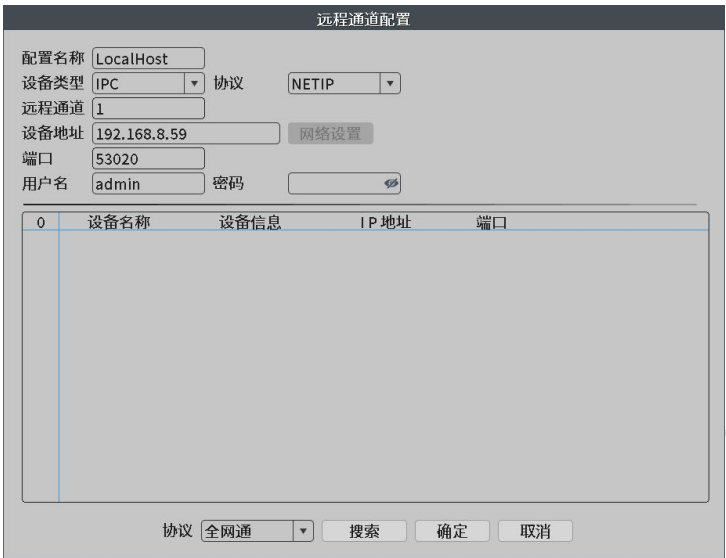 远程通道配置
配置名称 LocalHost
设备类型 IPC 协议 NETIP
远程通道 1
设备地址 192.168.8.59 网络设置
端口 53020
用户名 admin 密码
0 设备名称 设备信息 IP地址 端口
协议 全网通 搜索 确定 取消